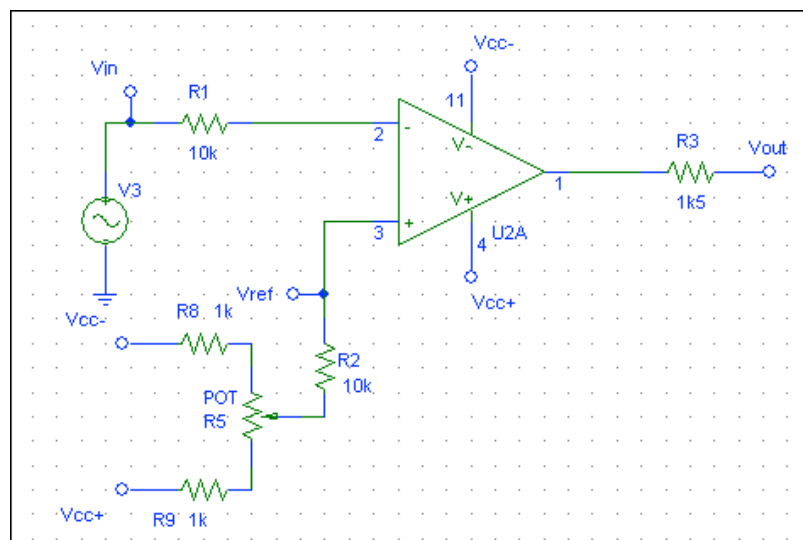 Vcc-
Vin
R1
11
R3
Vout
2
-
V-
10k
V3
1
1k5
V+
+
U2A
3
4
Vref
Vcc+
Vcc-
R8 1k
R2
10k
POT
R5
Vcc+
R9 1k